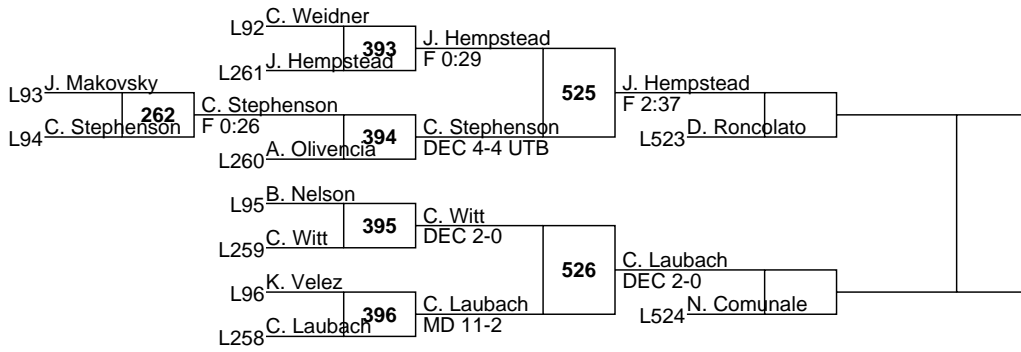 L92 C. Weidner
393 J. Hempstead
F 0:29
L261 J. Hempstead
525 J. Hempstead
F 2:37
L93 J. Makovsky
262 C. Stephenson
F 0:26
L94 C. Stephenson
394 C. Stephenson
DEC 4-4 UTB
L523 D. Roncolato
L260 A. Olivencia
L95 B. Nelson
395 C. Witt
DEC 2-0
L259 C. Witt
526 C. Laubach
DEC 2-0
L96 K. Velez
396 C. Laubach
MD 11-2
L524 N. Comunale
L258 C. Laubach